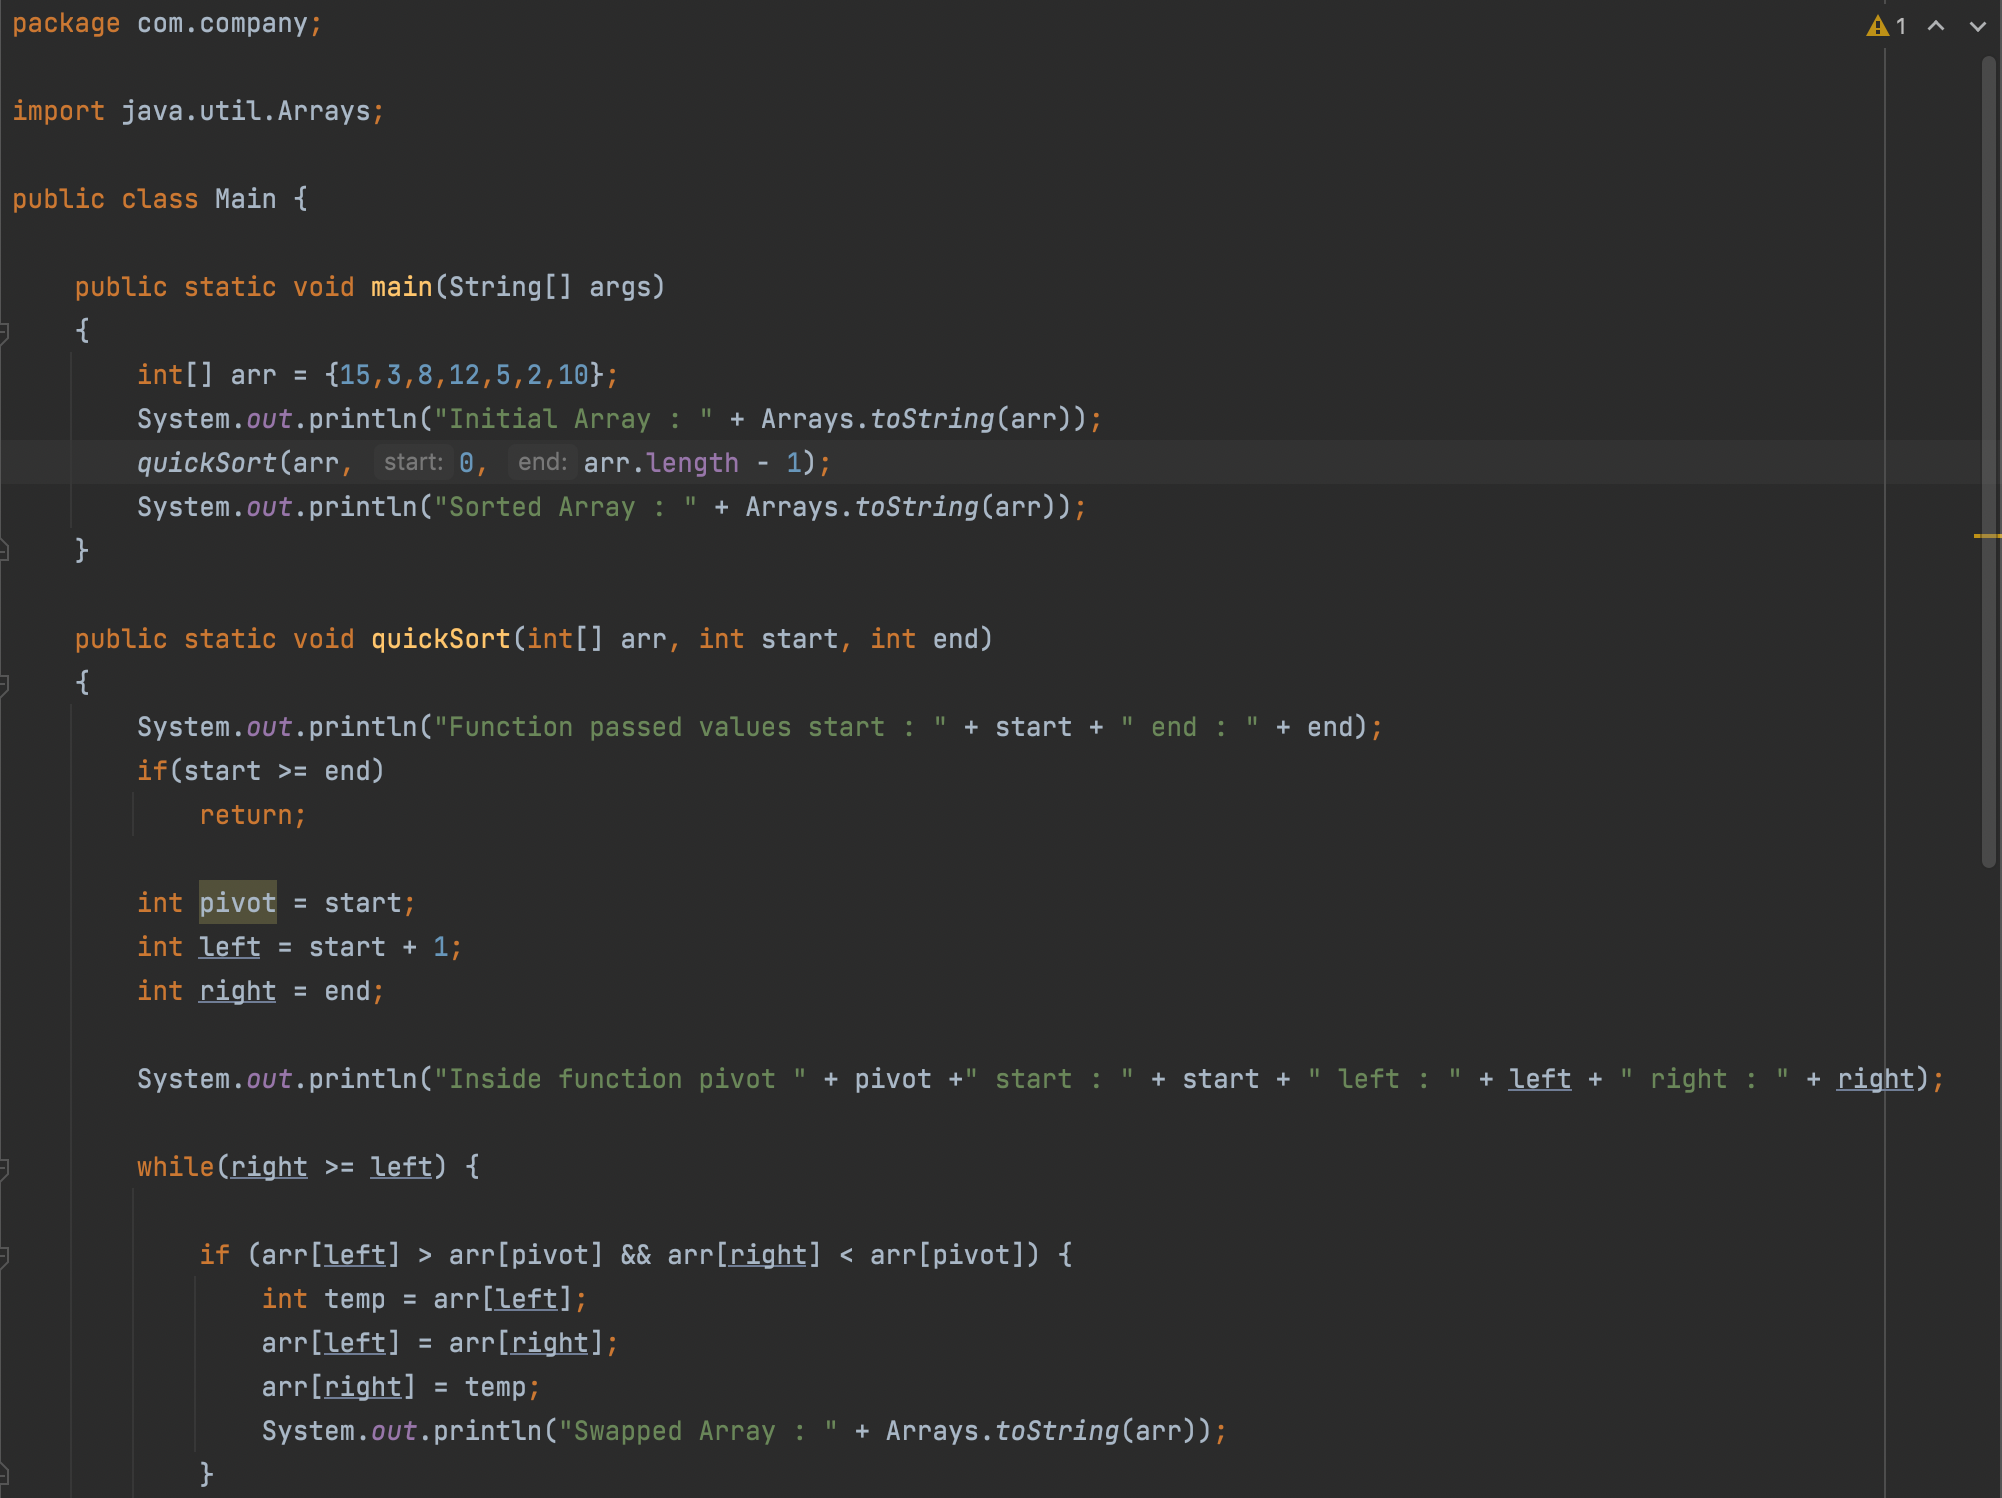 package com.company;
1
import java.util.Arrays;
public class Main {
public static void main(String[] args)
{
int[] arr = {15,3,8,12,5,2,10};
System.out.println("Initial Array : " + Arrays.toString(arr));
quickSort(arr, start: 0, end: arr.length - 1);
System.out.println("Sorted Array : " + Arrays.toString(arr));
}
public static void quickSort(int[] arr, int start, int end)
{
System.out.println("Function passed values start : " + start + " end : " + end);
if(start >= end)
return;
int pivot = start;
int left = start + 1;
int right = end;
System.out.println("Inside function pivot " + pivot +" start : " + start + " left : " + left + " right : " + right);
while(right >= left) {
if (arr[left] > arr[pivot] && arr[right] < arr[pivot]) {
int temp = arr[left];
arr[left] = arr[right];
arr[right] = temp;
System.out.println("Swapped Array : " + Arrays.toString(arr));
}